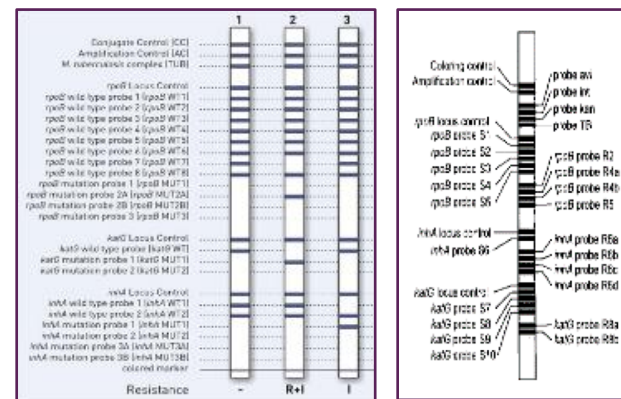 1 2 3
Conjugate Control (CC)
Amplification Control (AC)
M. tuberculosis complex (TUB)
rpoB Locus Control
rpoB wild type probe 1 (rpoB WT1)
rpoB wild type probe 2 (rpoB WT2)
rpoB wild type probe 3 (rpoB WT3)
rpoB wild type probe 4 (rpoB WT4)
rpoB wild type probe 5 (rpoB WT5)
rpoB wild type probe 6 (rpoB WT6)
rpoB wild type probe 7 (rpoB WT7)
rpoB wild type probe 8 (rpoB WT8)
rpoB mutation probe 1 (rpoB MUT1)
rpoB mutation probe 2A (rpoB MUT2A)
rpoB mutation probe 2B (rpoB MUT2B)
rpoB mutation probe 3 (rpoB MUT3)
katG Locus Control
katG wild type probe (katG WT)
katG mutation probe 1 (katG MUT1)
katG mutation probe 2 (katG MUT2)
inhA Locus Control
inhA wild type probe 1 (inhA WT1)
inhA wild type probe 2 (inhA WT2)
inhA mutation probe 1 (inhA MUT1)
inhA mutation probe 2 (inhA MUT2)
inhA mutation probe 3A (inhA MUT3A)
inhA mutation probe 3B (inhA MUT3B)
colored marker
Resistance - R+I I
Coloring control
Amplification control
rpoB locus control
rpoB probe S1
rpoB probe S2
rpoB probe S3
rpoB probe S4
rpoB probe S5
inhA locus control
inhA probe S6
katG locus control
katG probe S7
katG probe S8
katG probe S9
katG probe S10
probe avi
probe int
probe kan
probe TB
rpoB probe R2
rpoB probe R4a
rpoB probe R4b
rpoB probe R5
inhA probe R6a
inhA probe R6b
inhA probe R6c
inhA probe R6d
katG probe R8a
katG probe R8b